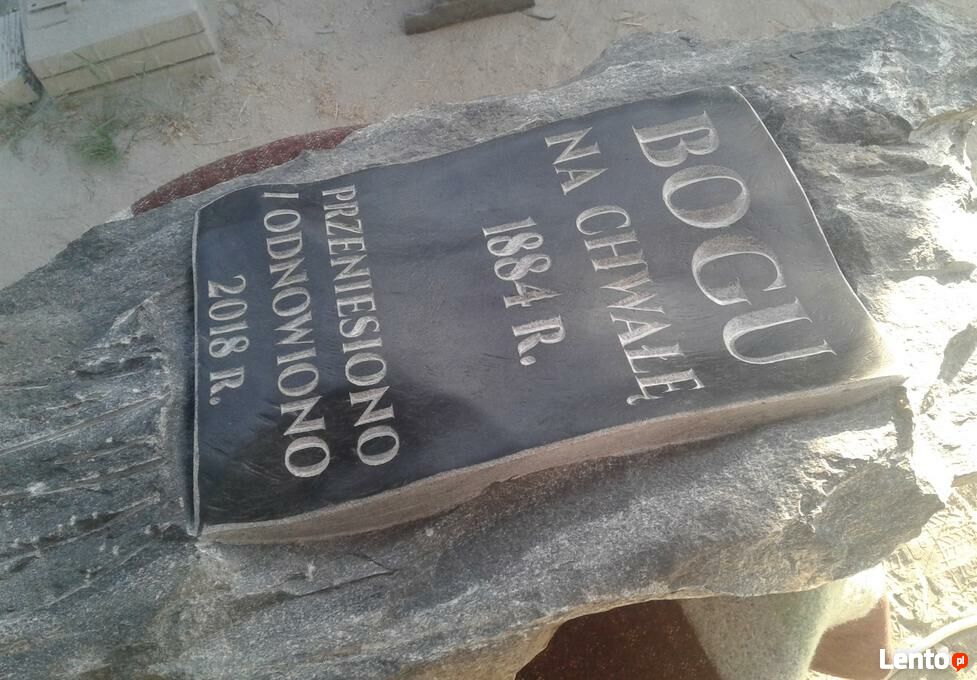 BOGU
NA CHWAŁĘ
1884 R.
PRZENIESIONO
I ODNOWIONO
2018 R.
Lento.pl